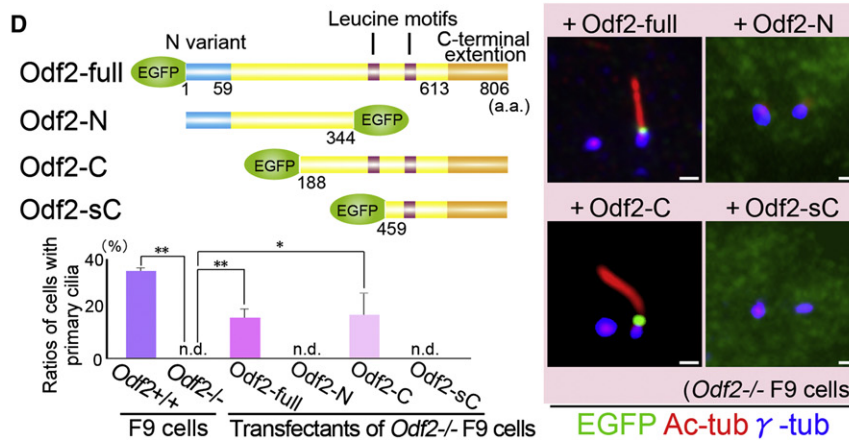 D
Leucine motifs
N variant
C-terminal
extention
Odf2-full
EGFP
1 59 613 806
(a.a.)
Odf2-N
344 EGFP
Odf2-C
EGFP
188
Odf2-sC
EGFP
459
Ratios of cells with
primary cilia
(%)
40
20
0
**
n.d.
**
n.d.
*
n.d.
Odf2+/+
Odf2-/-
Odf2-full
Odf2-N
Odf2-C
Odf2-sC
F9 cells
Transfectants of Odf2-/- F9 cells
+ Odf2-full
+ Odf2-N
+ Odf2-C
+ Odf2-sC
(Odf2-/- F9 cells
EGFP Ac-tub γ-tub